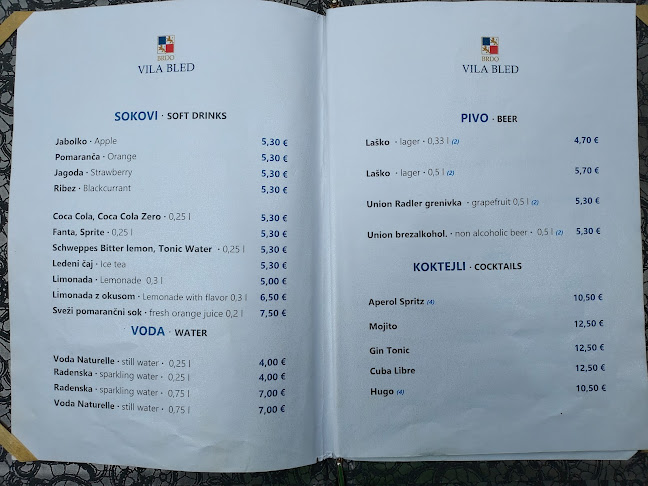 BRDO
VILA BLED
SOKOVI · SOFT DRINKS
Jabolko · Apple 5,30 €
Pomaranča · Orange 5,30 €
Jagoda · Strawberry 5,30 €
Ribez · Blackcurrant 5,30 €
Coca Cola, Coca Cola Zero · 0,25 l 5,30 €
Fanta, Sprite · 0,25 l 5,30 €
Schweppes Bitter lemon, Tonic Water · 0,25 l 5,30 €
Ledeni čaj · Ice tea 5,30 €
Limonada · Lemonade 0,3 l 5,00 €
Limonada z okusom · Lemonade with flavor 0,3 l 6,50 €
Sveži pomarančni sok · fresh orange juice 0,2 l 7,50 €
VODA · WATER
Voda Naturelle · still water · 0,25 l 4,00 €
Radenska · sparkling water · 0,25 l 4,00 €
Radenska · sparkling water · 0,75 l 7,00 €
Voda Naturelle · still water · 0,75 l 7,00 €
BRDO
VILA BLED
PIVO · BEER
Laško · lager · 0,33 l (2) 4,70 €
Laško · lager · 0,5 l (2) 5,70 €
Union Radler grenivka · grapefruit 0,5 l (2) 5,30 €
Union brezalkohol. · non alcoholic beer · 0,5 l (2) 5,30 €
KOKTEJLI · COCKTAILS
Aperol Spritz (4) 10,50 €
Mojito 12,50 €
Gin Tonic 12,50 €
Cuba Libre 12,50 €
Hugo (4) 10,50 €